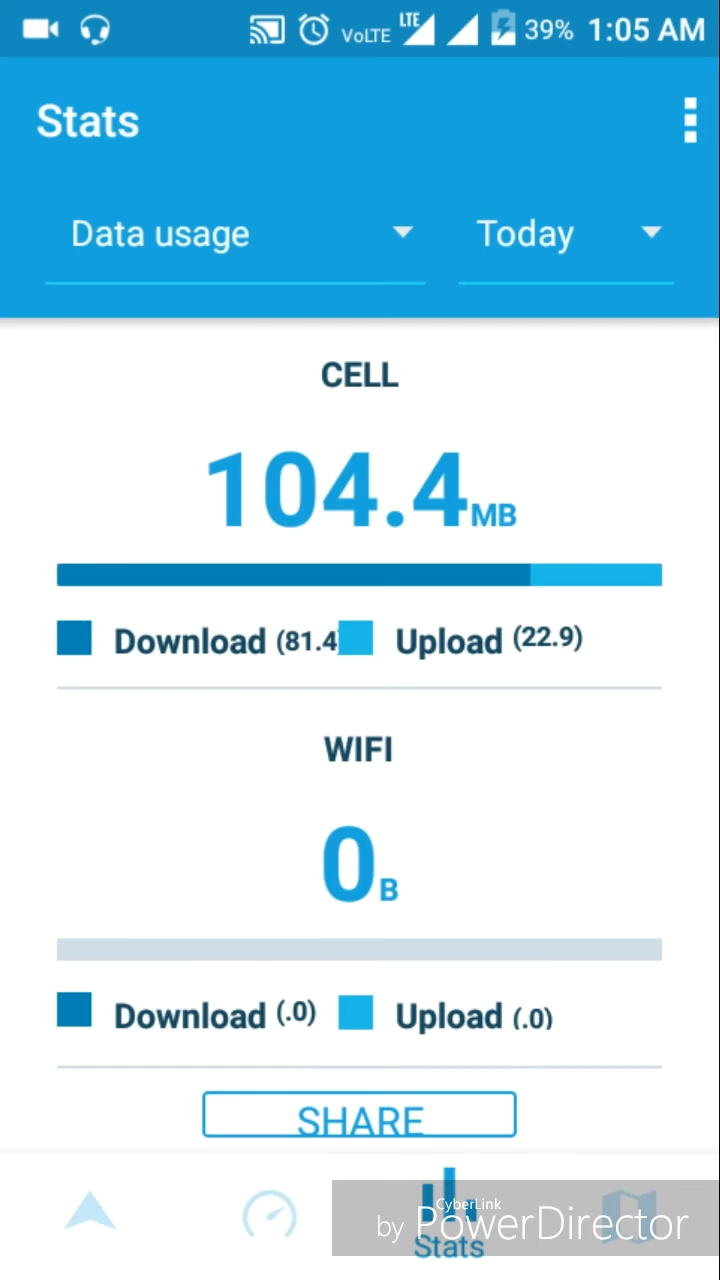 VoLTE LTE 39% 1:05 AM
Stats
Data usage Today
CELL
104.4MB
Download (81.4 Upload (22.9)
WIFI
0B
Download (.0) Upload (.0)
SHARE
CyberLink
by PowerDirector
Stats